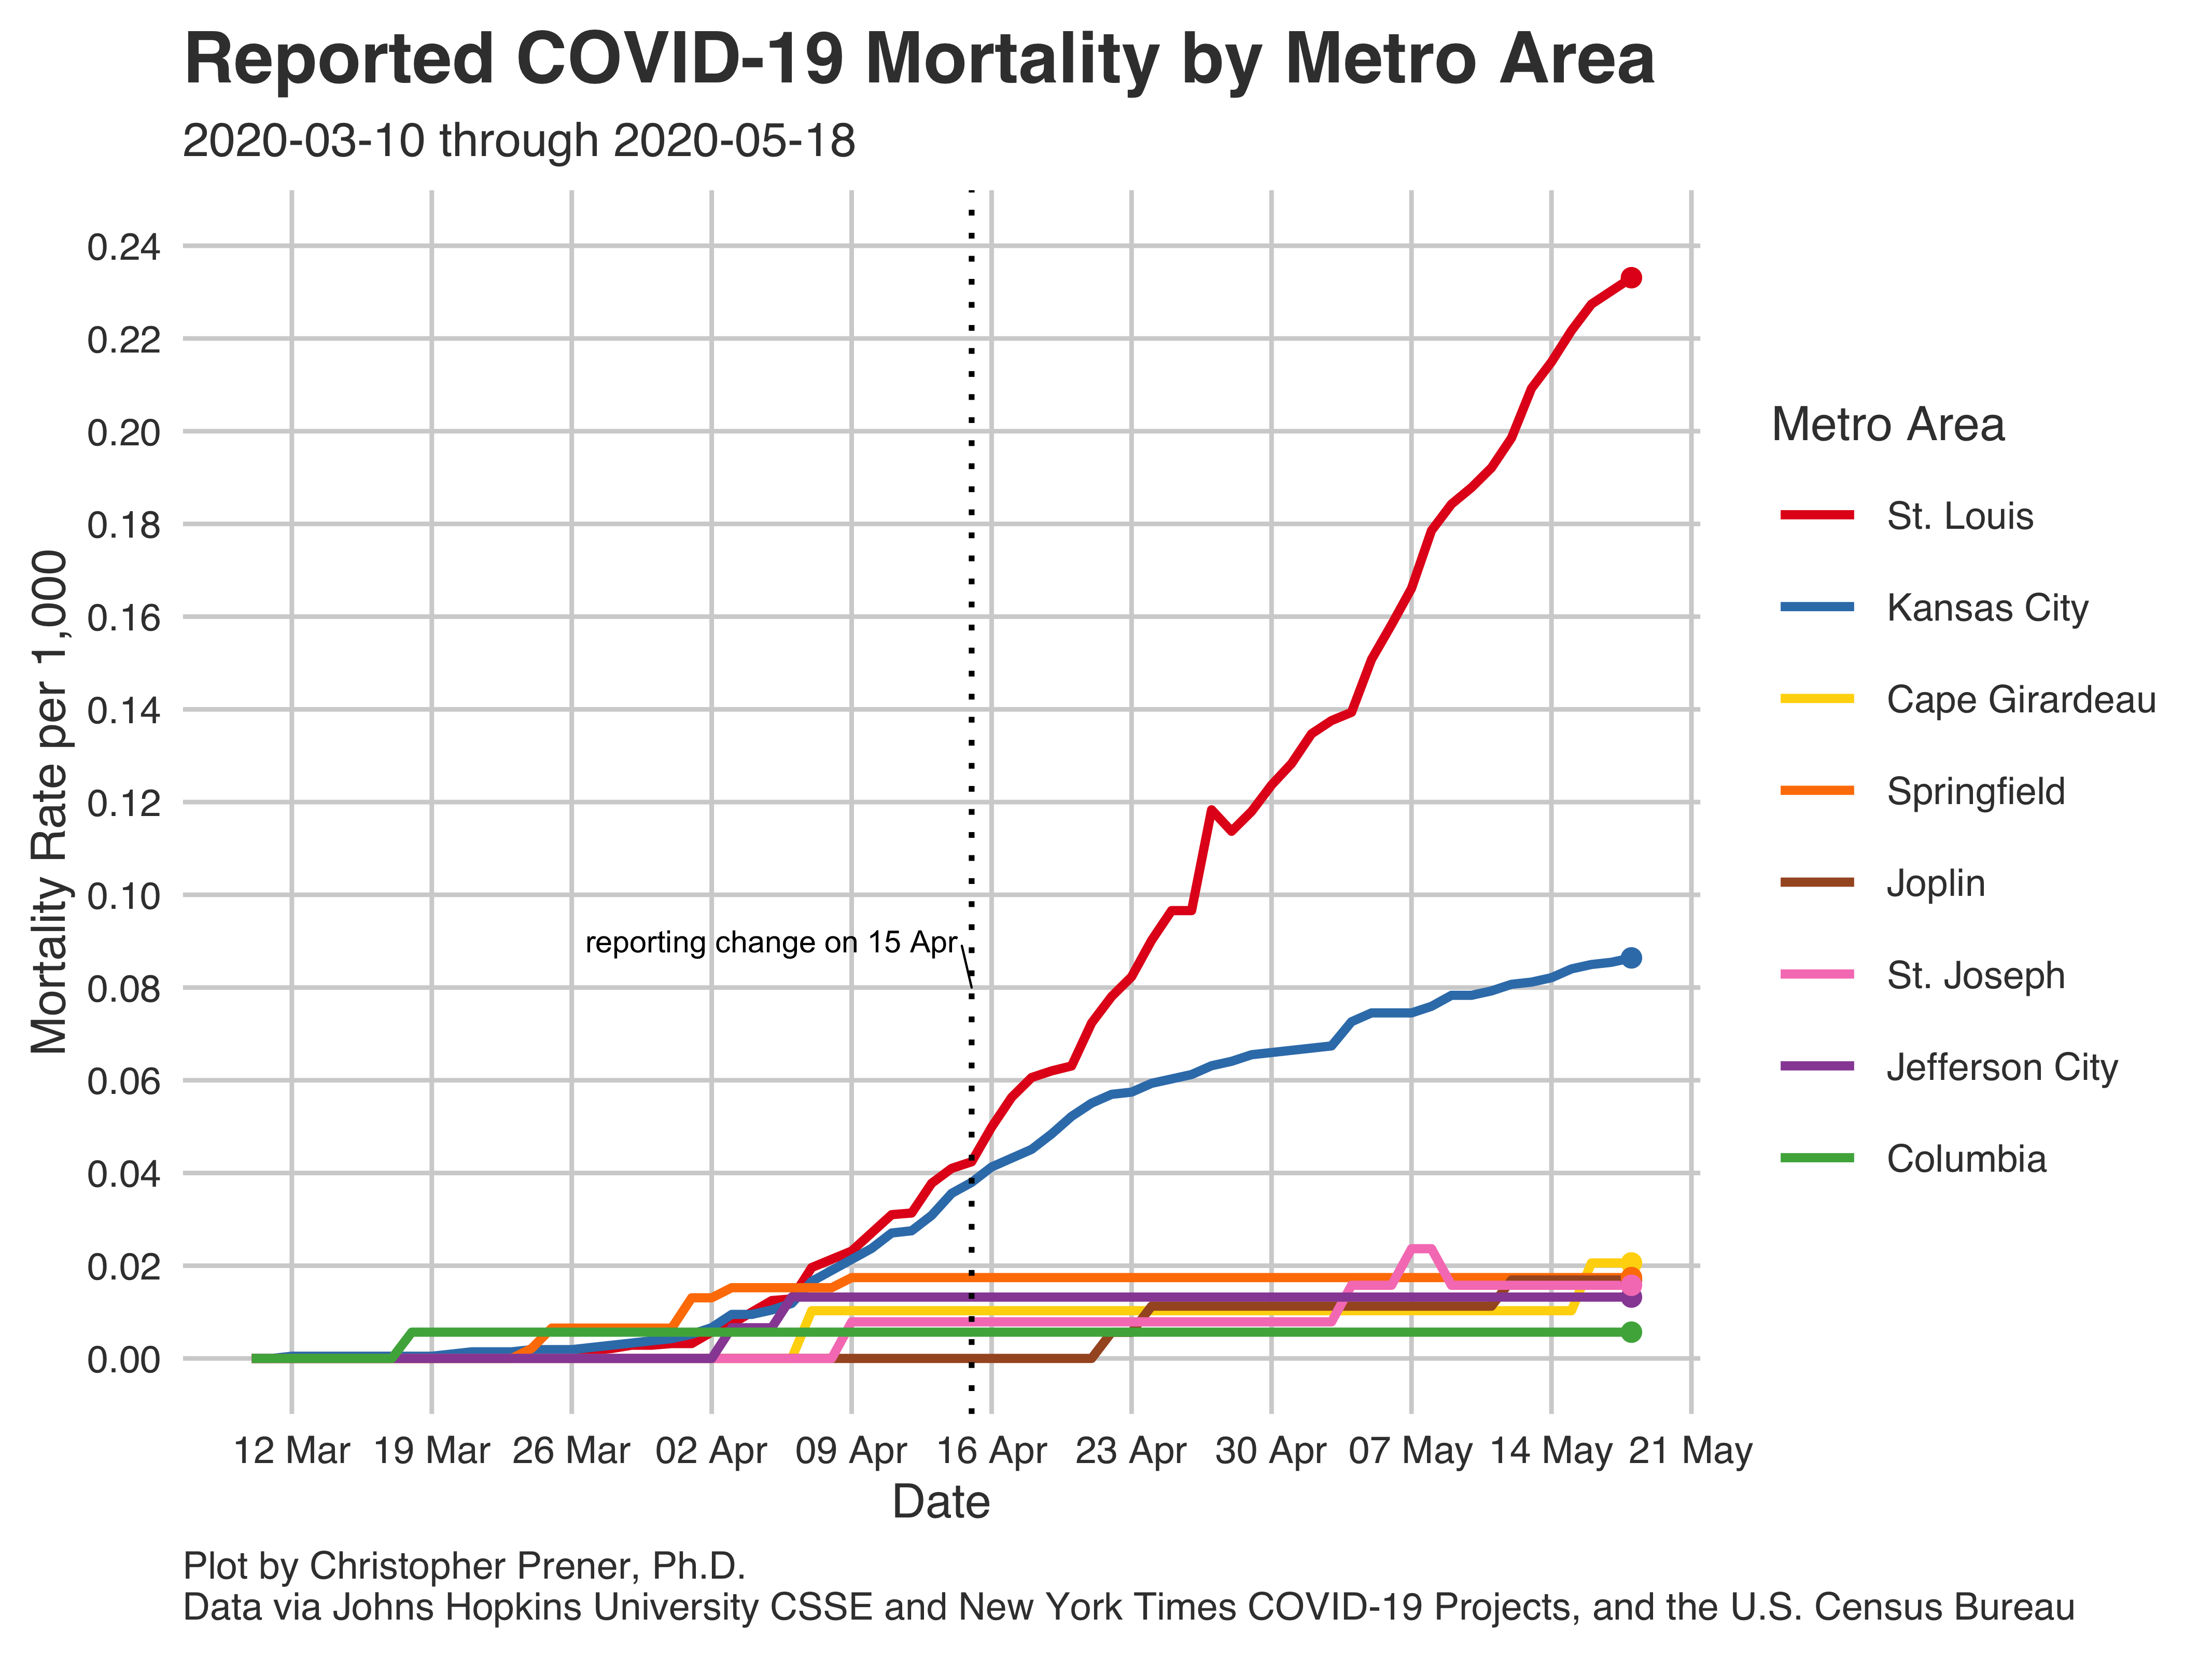 Reported COVID-19 Mortality by Metro Area
2020-03-10 through 2020-05-18
Mortality Rate per 1,000
0.24
0.22
0.20
0.18
0.16
0.14
0.12
0.10
0.08
0.06
0.04
0.02
0.00
reporting change on 15 Apr
12 Mar
19 Mar
26 Mar
02 Apr
09 Apr
16 Apr
23 Apr
30 Apr
07 May
14 May
21 May
Date
Metro Area
St. Louis
Kansas City
Cape Girardeau
Springfield
Joplin
St. Joseph
Jefferson City
Columbia
Plot by Christopher Prener, Ph.D.
Data via Johns Hopkins University CSSE and New York Times COVID-19 Projects, and the U.S. Census Bureau